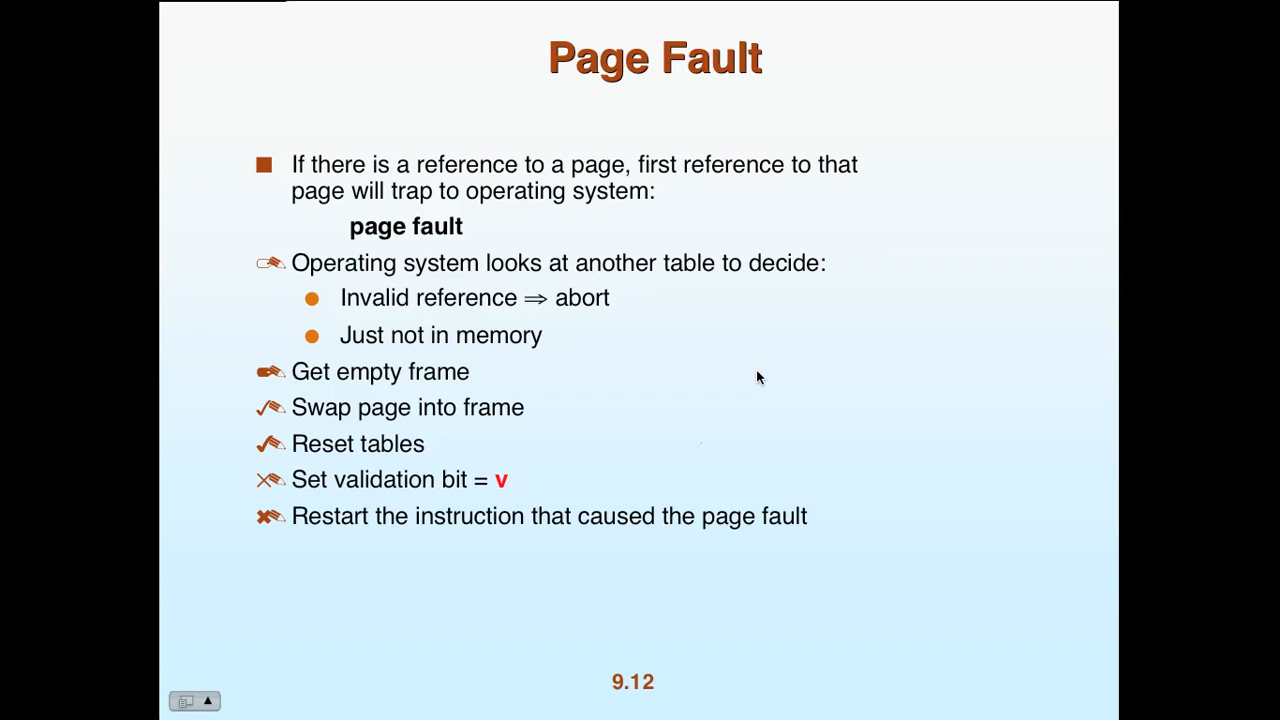 Page Fault
If there is a reference to a page, first reference to that
page will trap to operating system:
page fault
Operating system looks at another table to decide:
Invalid reference ⇒ abort
Just not in memory
Get empty frame
Swap page into frame
Reset tables
Set validation bit = v
Restart the instruction that caused the page fault
9.12